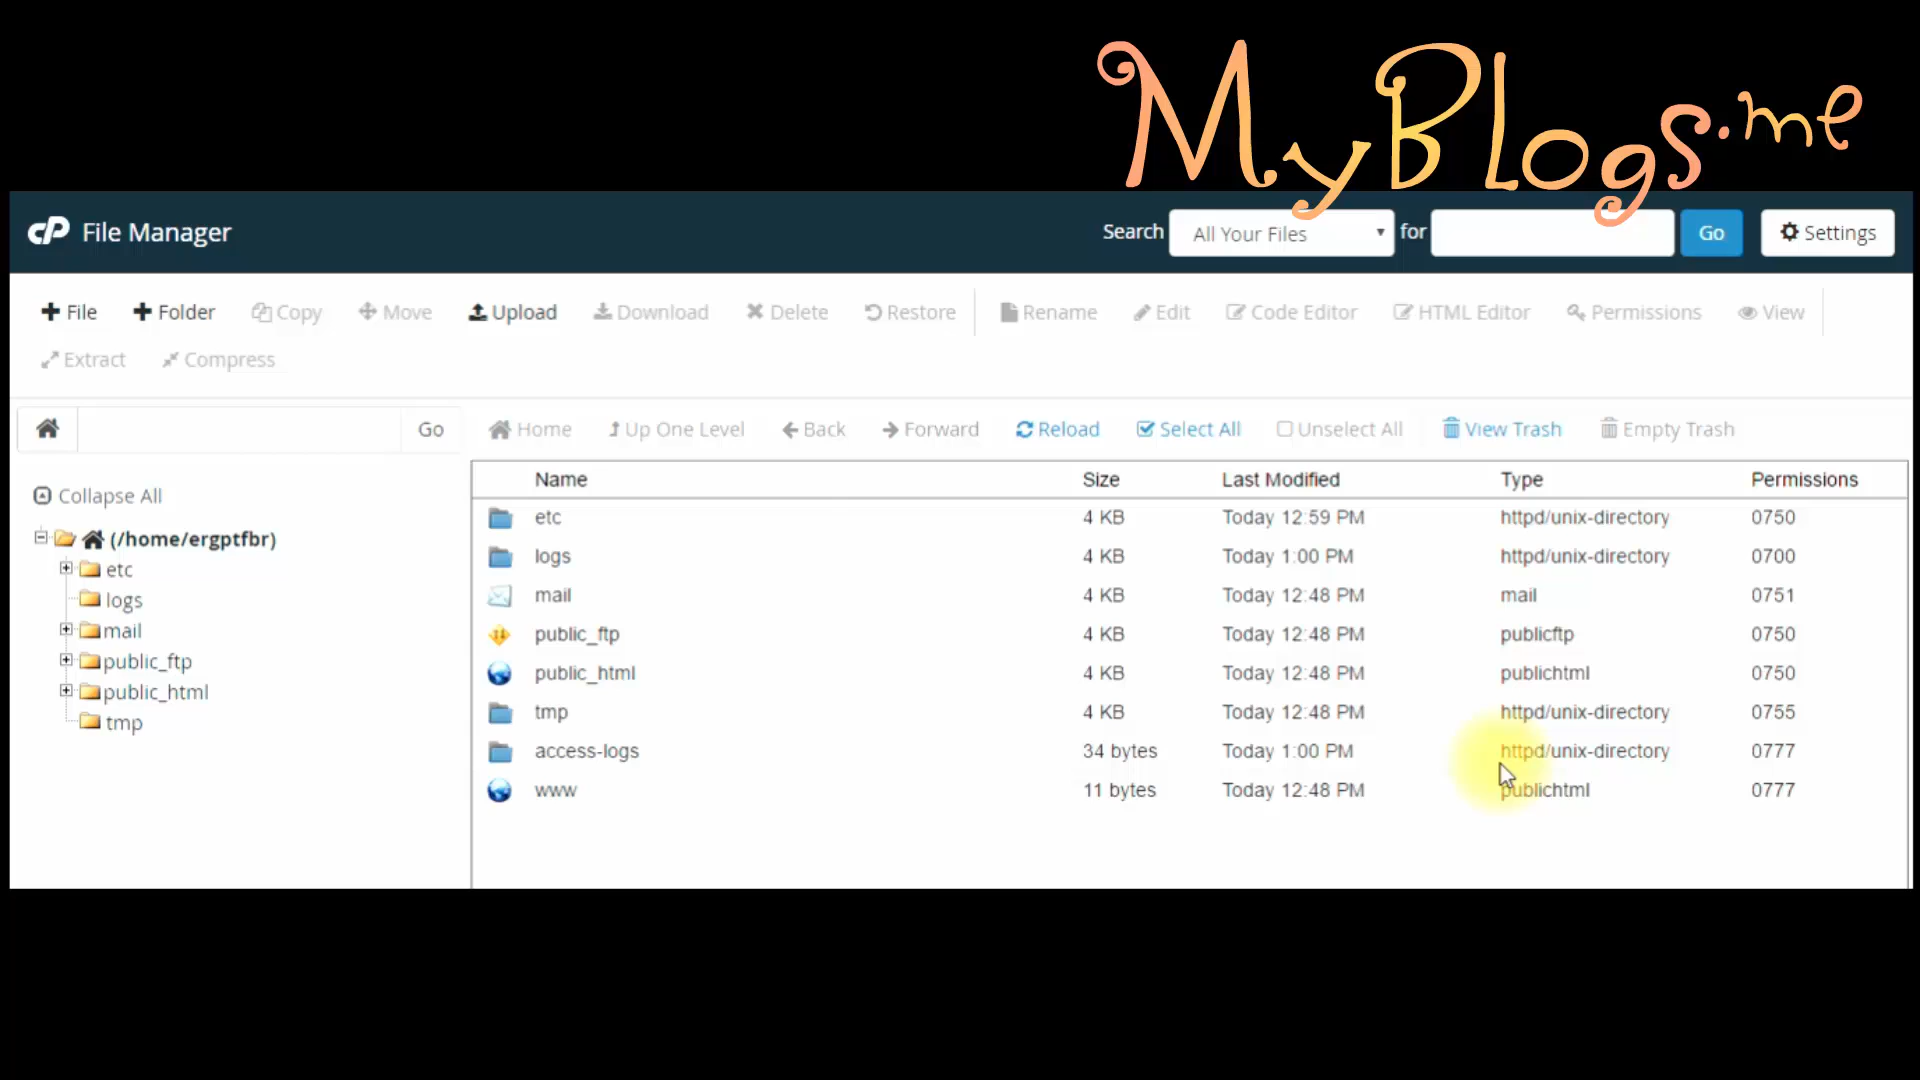 MyBlogs.me
cP File Manager
Search All Your Files for Go Settings
File Folder Copy Move Upload Download Delete Restore Rename Edit Code Editor HTML Editor Permissions View
Extract Compress
Go Home Up One Level Back Forward Reload Select All Unselect All View Trash Empty Trash
Collapse All
(/home/ergptfbr)
etc
logs
mail
public_ftp
public_html
tmp
Name Size Last Modified Type Permissions
etc 4 KB Today 12:59 PM httpd/unix-directory 0750
logs 4 KB Today 1:00 PM httpd/unix-directory 0700
mail 4 KB Today 12:48 PM mail 0751
public_ftp 4 KB Today 12:48 PM publicftp 0750
public_html 4 KB Today 12:48 PM publichtml 0750
tmp 4 KB Today 12:48 PM httpd/unix-directory 0755
access-logs 34 bytes Today 1:00 PM httpd/unix-directory 0777
www 11 bytes Today 12:48 PM publichtml 0777